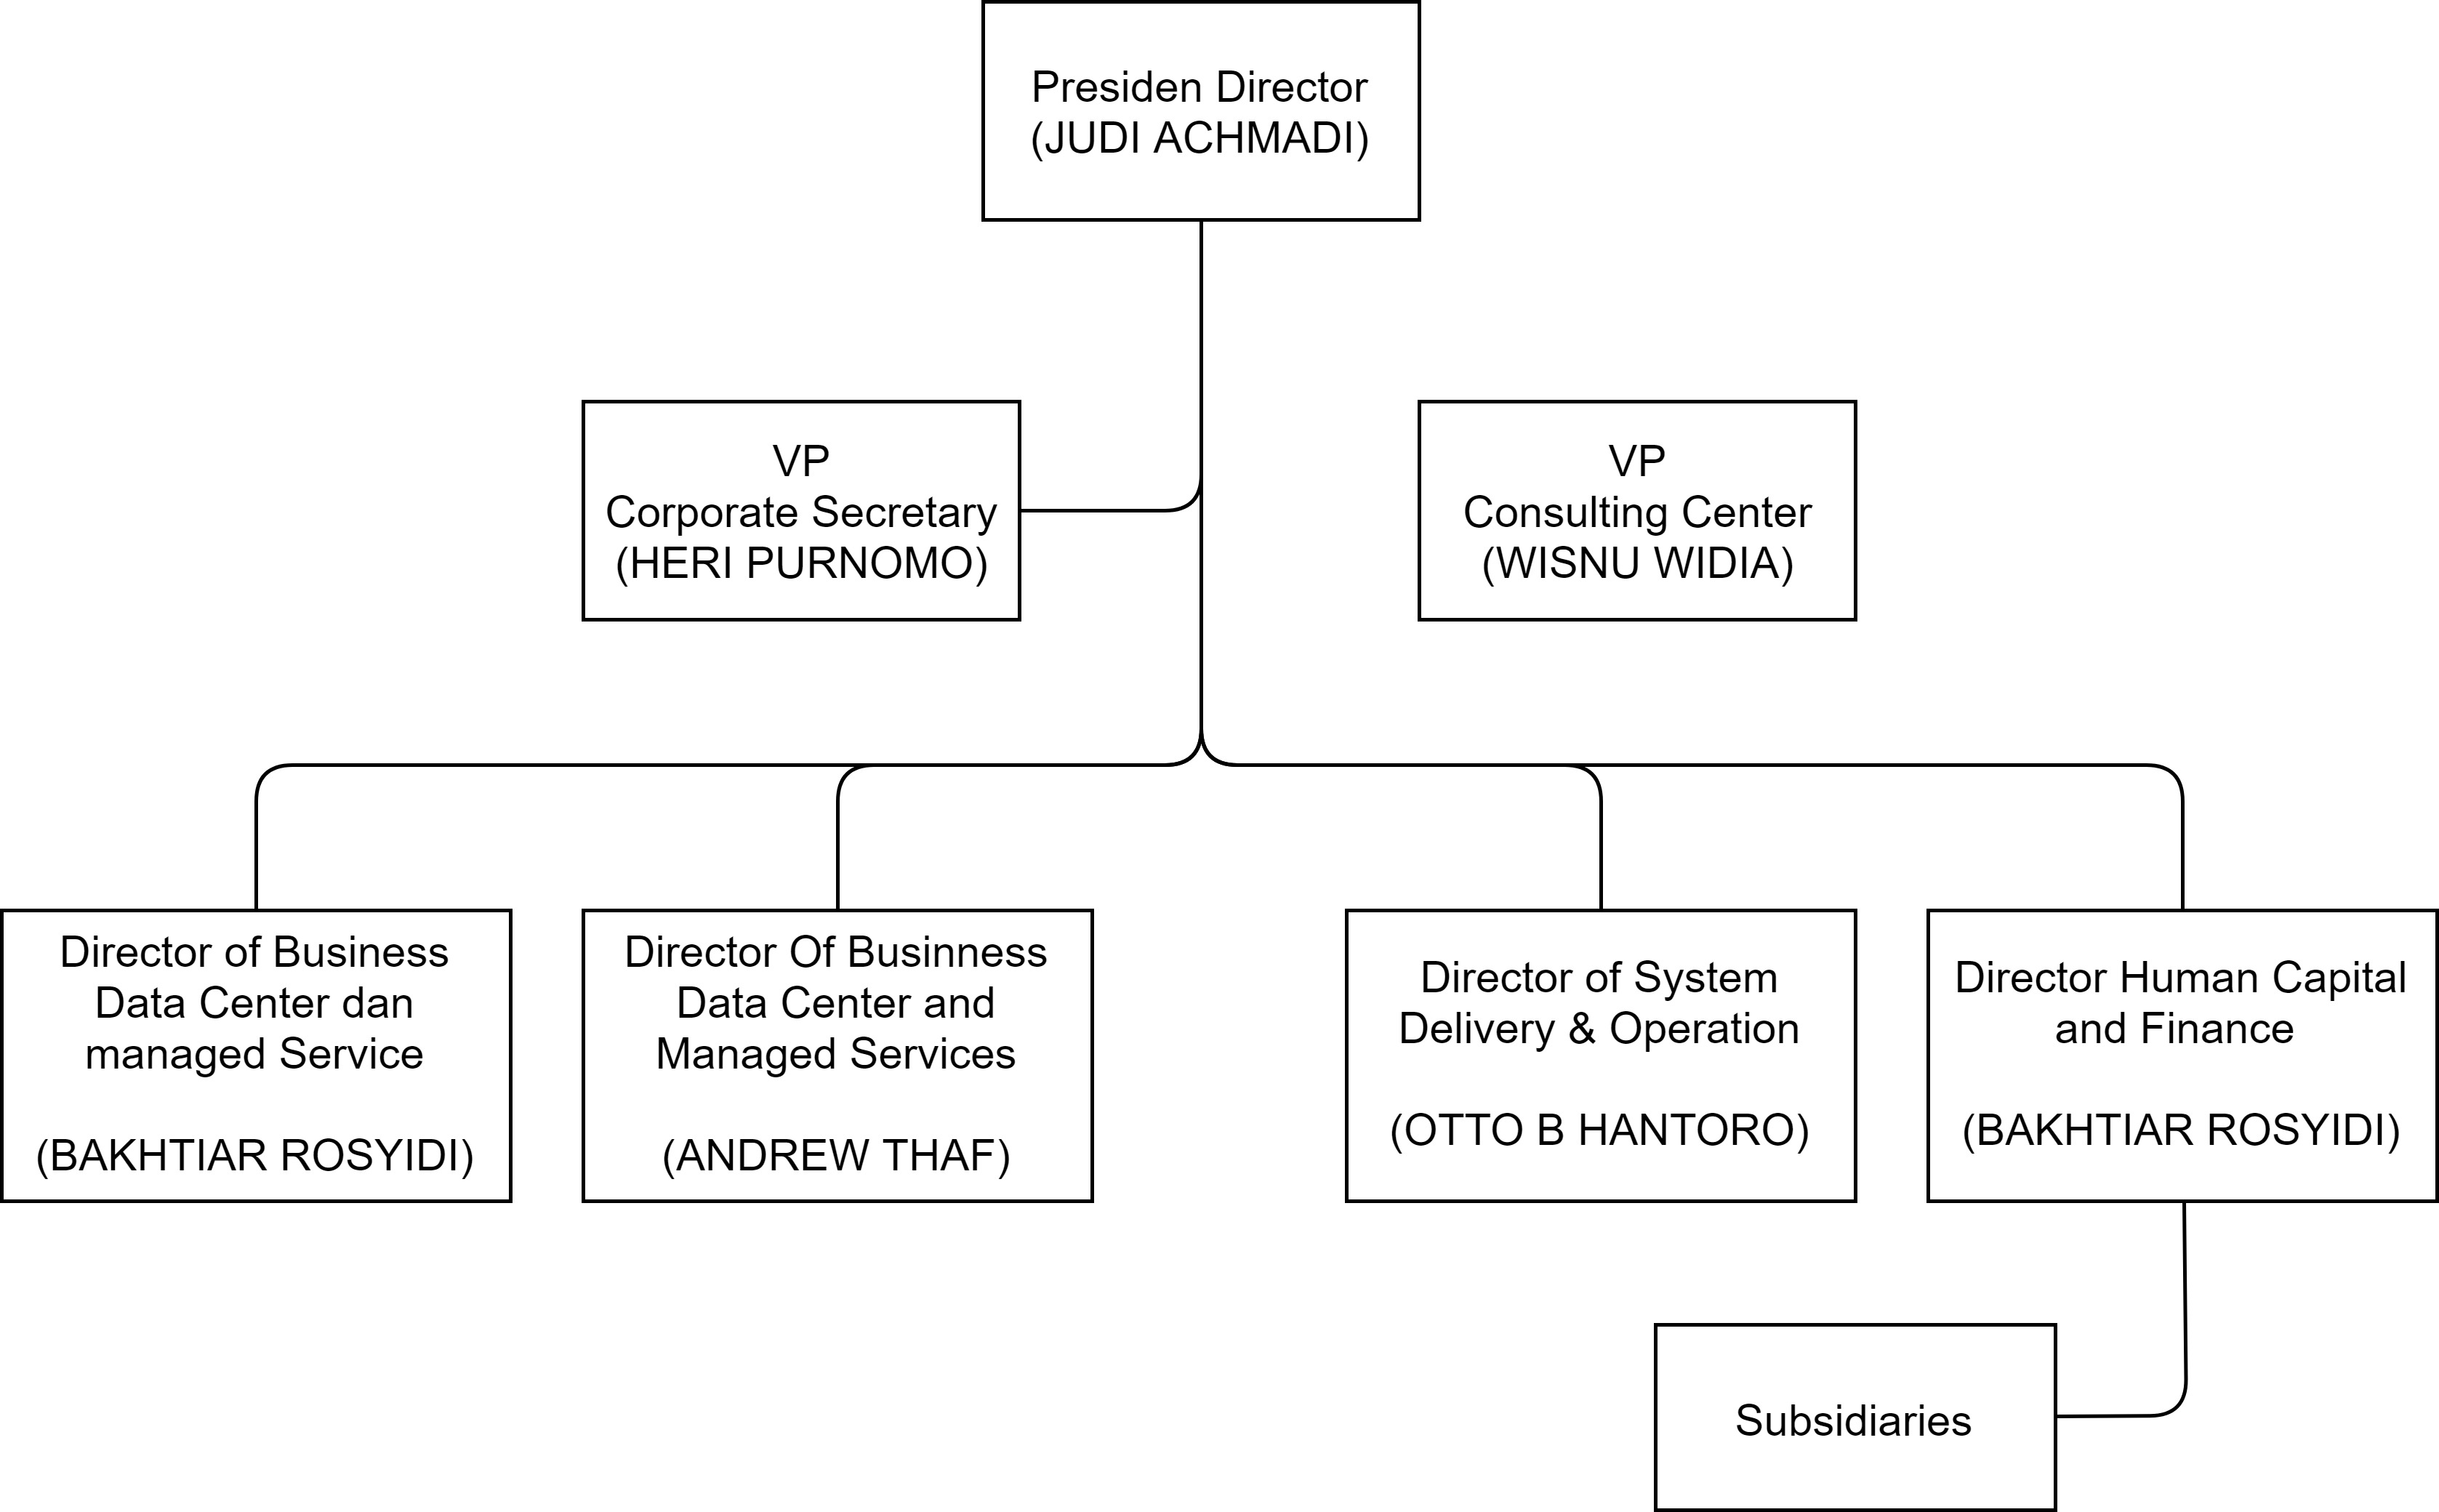 Presiden Director
(JUDI ACHMADI)
VP
Corporate Secretary
(HERI PURNOMO)
VP
Consulting Center
(WISNU WIDIA)
Director of Business
Data Center dan
managed Service
(BAKHTIAR ROSYIDI)
Director Of Businness
Data Center and
Managed Services
(ANDREW THAF)
Director of System
Delivery & Operation
(OTTO B HANTORO)
Director Human Capital
and Finance
(BAKHTIAR ROSYIDI)
Subsidiaries